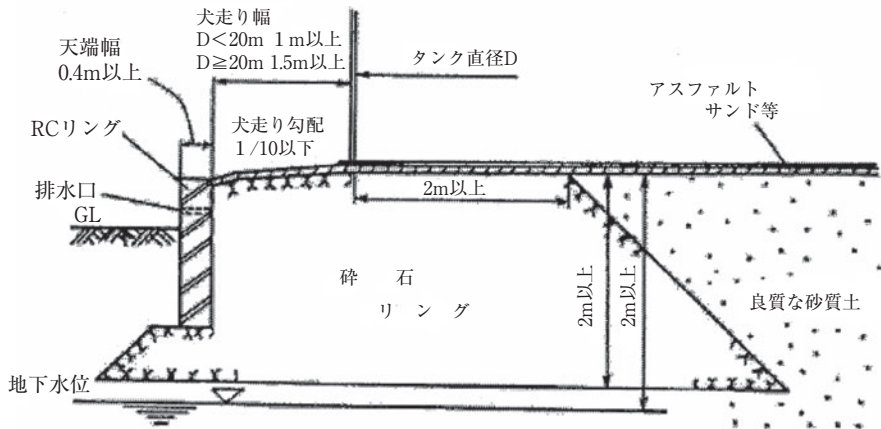 犬走り幅
D＜20m 1m以上
D≧20m 1.5m以上
天端幅
0.4m以上
タンク直径D
アスファルト
サンド等
RCリング
犬走り勾配
1/10以下
排水口
GL
2m以上
砕石
リング
2m以上
2m以上
良質な砂質土
地下水位